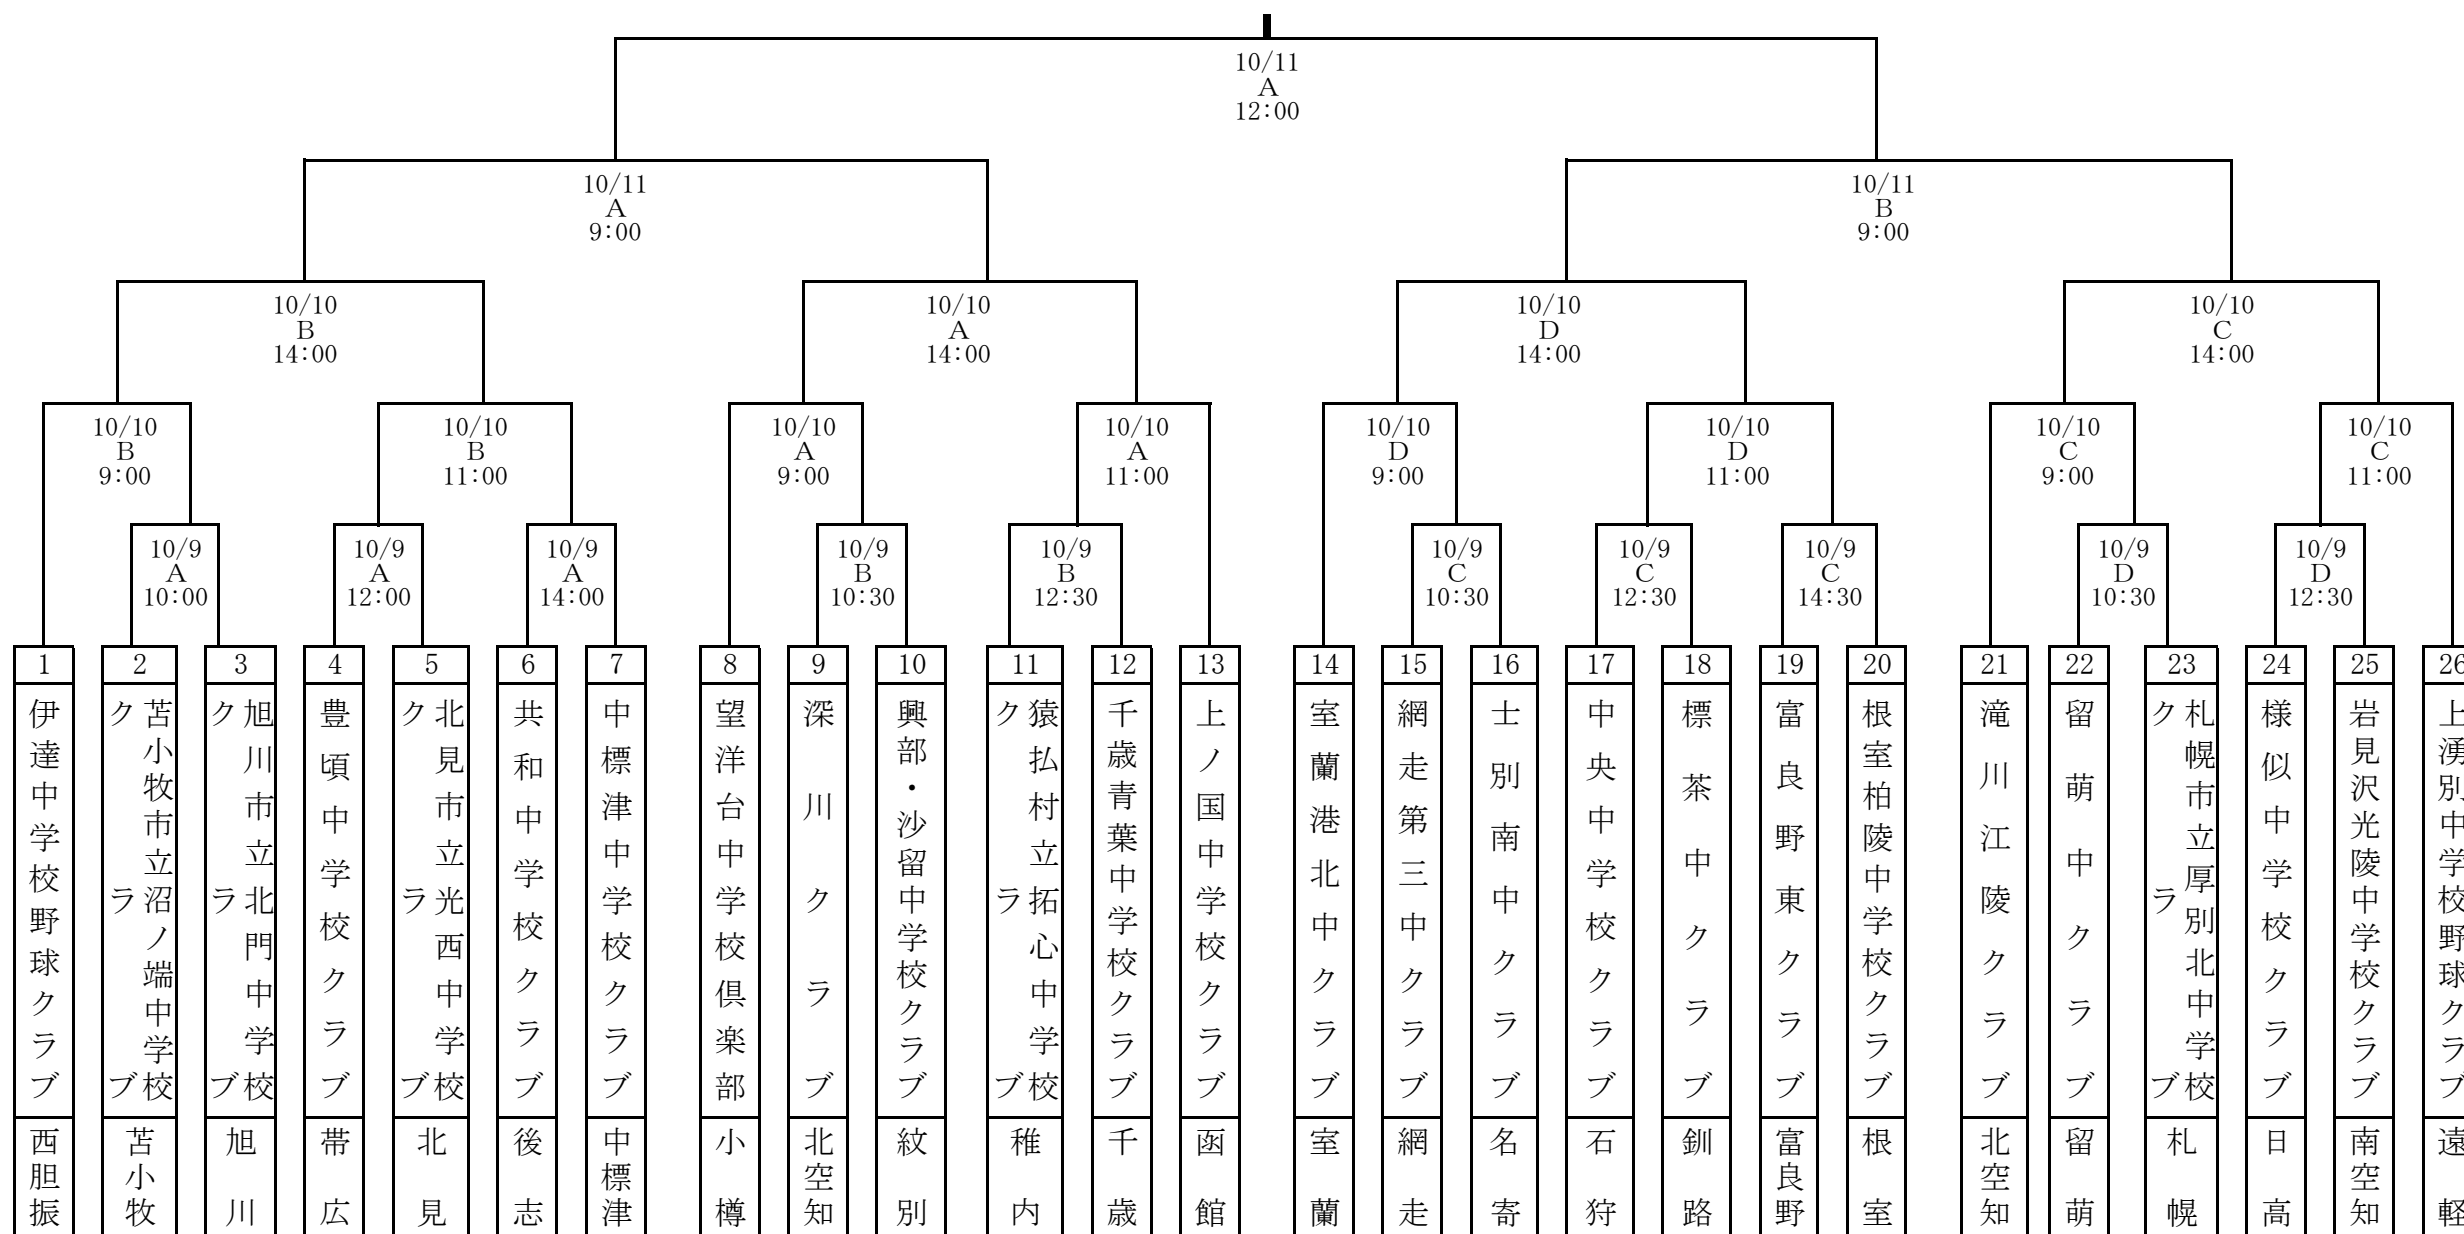 10/11
A
12:00
10/11
A
9:00
10/11
B
9:00
10/10
B
14:00
10/10
A
14:00
10/10
D
14:00
10/10
C
14:00
10/10
B
9:00
10/10
B
11:00
10/10
A
9:00
10/10
A
11:00
10/10
D
9:00
10/10
D
11:00
10/10
C
9:00
10/10
C
11:00
10/9
A
10:00
10/9
A
12:00
10/9
A
14:00
10/9
B
10:30
10/9
B
12:30
10/9
C
10:30
10/9
C
12:30
10/9
C
14:30
10/9
D
10:30
10/9
D
12:30
1
伊達中学校野球クラブ
西胆振
2
苫小牧市立沼ノ端中学校
クラブ
苫小牧
3
旭川市立北門中学校
クラブ
旭川
4
豊頃中学校クラブ
帯広
5
北見市立光西中学校
クラブ
北見
6
共和中学校クラブ
後志
7
中標津中学校クラブ
中標津
8
望洋台中学校倶楽部
小樽
9
深川クラブ
北空知
10
興部・沙留中学校クラブ
紋別
11
猿払村立拓心中学校
クラブ
稚内
12
千歳青葉中学校クラブ
千歳
13
上ノ国中学校クラブ
函館
14
室蘭港北中クラブ
室蘭
15
網走第三中クラブ
網走
16
士別南中クラブ
名寄
17
中央中学校クラブ
石狩
18
標茶中クラブ
釧路
19
富良野東クラブ
富良野
20
根室柏陵中学校クラブ
根室
21
滝川江陵クラブ
北空知
22
留萌中クラブ
留萌
23
札幌市立厚別北中学校
クラブ
札幌
24
様似中学校クラブ
日高
25
岩見沢光陵中学校クラブ
南空知
26
上湧別中学校野球クラブ
遠軽